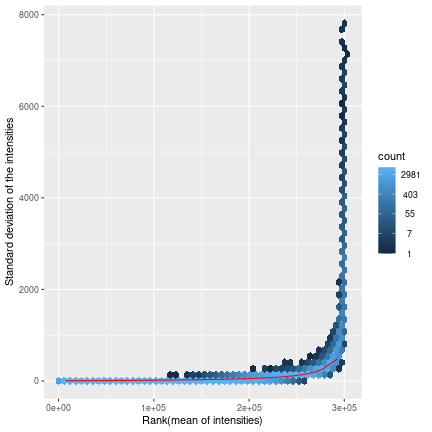 8000
6000
4000
2000
0
Standard deviation of the intensities
0e+00
1e+05
2e+05
3e+05
Rank(mean of intensities)
count
2981
403
55
7
1